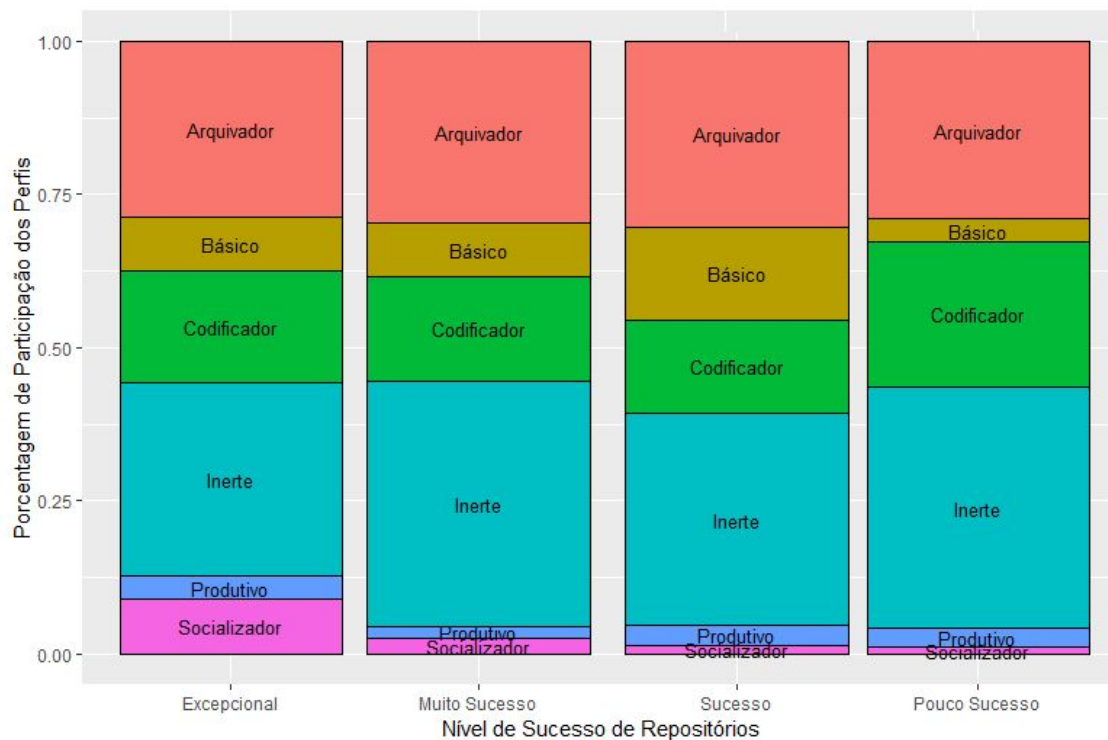 Porcentagem de Participação dos Perfis
1.00
0.75
0.50
0.25
0.00
Arquivador
Básico
Codificador
Inerte
Produtivo
Socializador
Arquivador
Básico
Codificador
Inerte
Produtivo
Socializador
Arquivador
Básico
Codificador
Inerte
Produtivo
Socializador
Arquivador
Básico
Codificador
Inerte
Produtivo
Socializador
Excepcional
Muito Sucesso
Sucesso
Pouco Sucesso
Nível de Sucesso de Repositórios